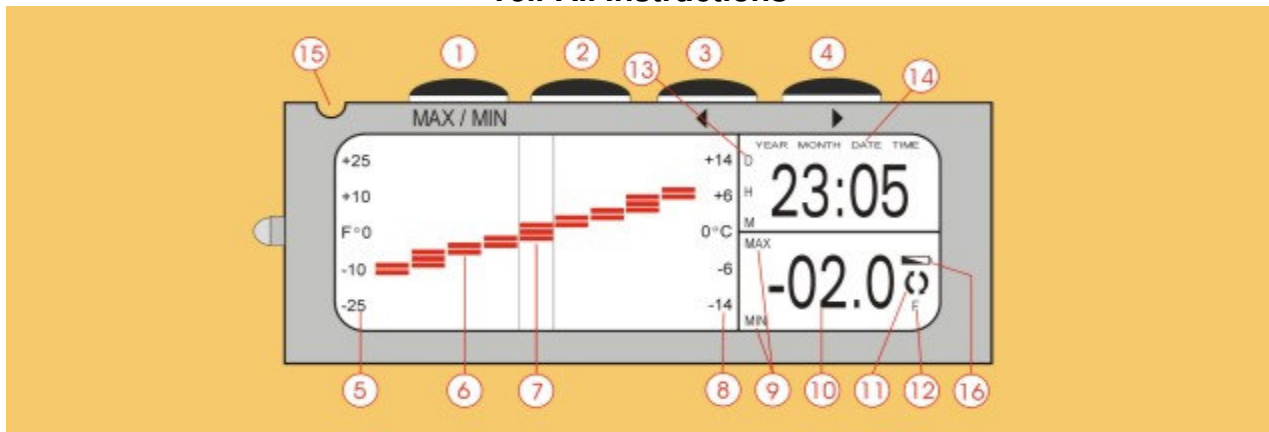 Instructions
15 1 2 13 3 4 14
MAX / MIN ◀ ▶
YEAR MONTH DATE TIME
+25 +14 D
+10 +6 H 23:05
F°0 0°C M
MAX
-10 -6 -02.0
F
-25 -14 MIN
5 6 7 8 9 10 11 12 16